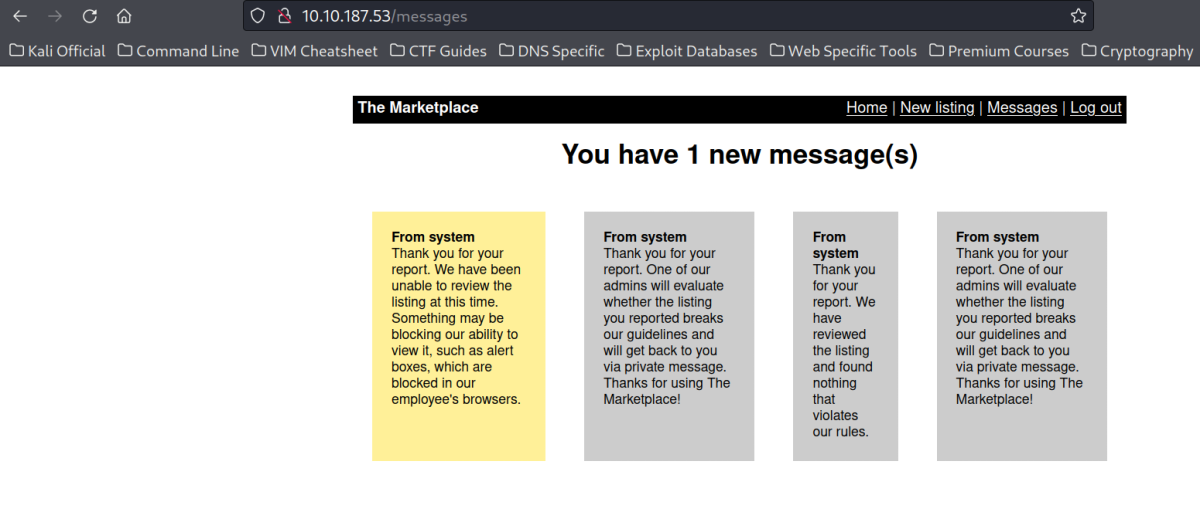 10.10.187.53/messages
Kali Official Command Line VIM Cheatsheet CTF Guides DNS Specific Exploit Databases Web Specific Tools Premium Courses Cryptography
The Marketplace
Home | New listing | Messages | Log out
You have 1 new message(s)
From system
Thank you for your
report. We have been
unable to review the
listing at this time.
Something may be
blocking our ability to
view it, such as alert
boxes, which are
blocked in our
employee's browsers.
From system
Thank you for your
report. One of our
admins will evaluate
whether the listing
you reported breaks
our guidelines and
will get back to you
via private message.
Thanks for using The
Marketplace!
From
system
Thank you
for your
report. We
have
reviewed
the listing
and found
nothing
that
violates
our rules.
From system
Thank you for your
report. One of our
admins will evaluate
whether the listing
you reported breaks
our guidelines and
will get back to you
via private message.
Thanks for using The
Marketplace!